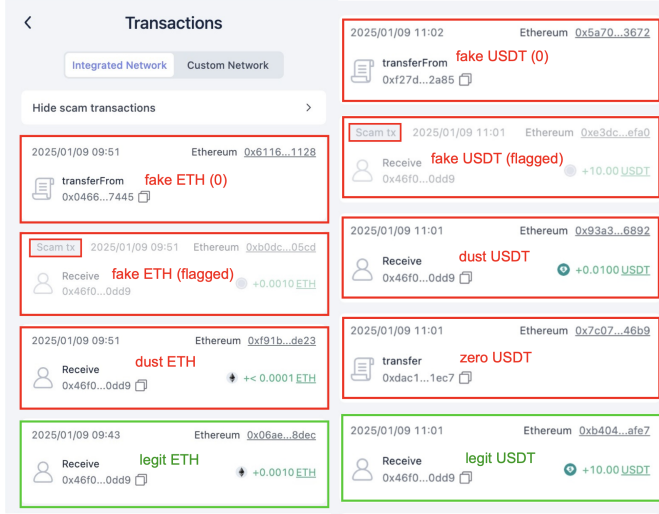 Transactions
Integrated Network Custom Network
Hide scam transactions
2025/01/09 09:51 Ethereum 0x6116...1128
transferFrom fake ETH (0)
0x0466...7445
Scam tx 2025/01/09 09:51 Ethereum 0xb0dc...05cd
Receive fake ETH (flagged)
0x46f0...0dd9 +0.0010 ETH
2025/01/09 09:51 Ethereum 0xf91b...de23
Receive dust ETH
0x46f0...0dd9 +< 0.0001 ETH
2025/01/09 09:43 Ethereum 0x06ae...8dec
Receive legit ETH
0x46f0...0dd9 +0.0010 ETH
2025/01/09 11:02 Ethereum 0x5a70...3672
transferFrom fake USDT (0)
0xf27d...2a85
Scam tx 2025/01/09 11:01 Ethereum 0xe3dc...efa0
Receive fake USDT (flagged)
0x46f0...0dd9 +10.00 USDT
2025/01/09 11:01 Ethereum 0x93a3...6892
Receive dust USDT
0x46f0...0dd9 +0.0100 USDT
2025/01/09 11:01 Ethereum 0x7c07...46b9
transfer zero USDT
0xdac1...1ec7
2025/01/09 11:01 Ethereum 0xb404...afe7
Receive legit USDT
0x46f0...0dd9 +10.00 USDT